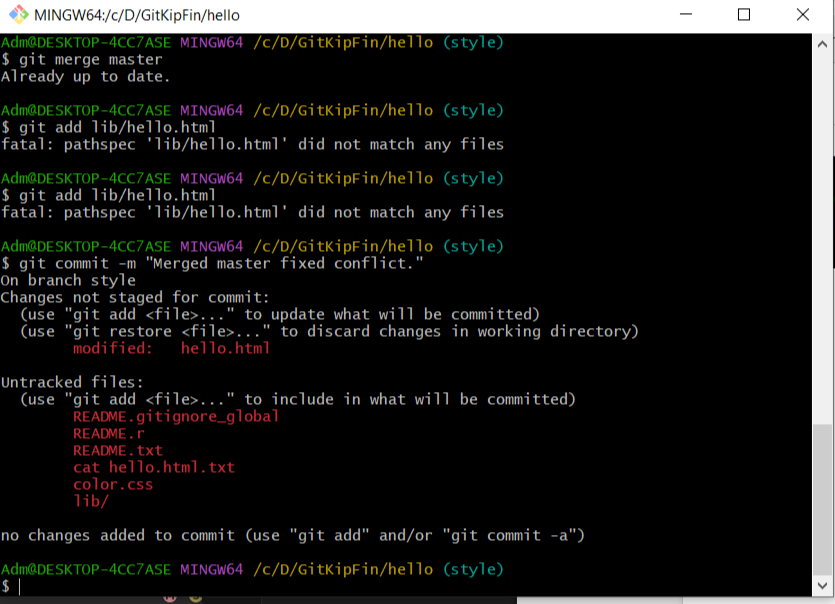 MINGW64:/c/D/GitKipFin/hello
Adm@DESKTOP-4CC7ASE MINGW64 /c/D/GitKipFin/hello (style)
$ git merge master
Already up to date.
Adm@DESKTOP-4CC7ASE MINGW64 /c/D/GitKipFin/hello (style)
$ git add lib/hello.html
fatal: pathspec 'lib/hello.html' did not match any files
Adm@DESKTOP-4CC7ASE MINGW64 /c/D/GitKipFin/hello (style)
$ git add lib/hello.html
fatal: pathspec 'lib/hello.html' did not match any files
Adm@DESKTOP-4CC7ASE MINGW64 /c/D/GitKipFin/hello (style)
$ git commit -m "Merged master fixed conflict."
On branch style
Changes not staged for commit:
  (use "git add <file>..." to update what will be committed)
  (use "git restore <file>..." to discard changes in working directory)
        modified:   hello.html
Untracked files:
  (use "git add <file>..." to include in what will be committed)
        README.gitignore_global
        README.r
        README.txt
        cat hello.html.txt
        color.css
        lib/
no changes added to commit (use "git add" and/or "git commit -a")
Adm@DESKTOP-4CC7ASE MINGW64 /c/D/GitKipFin/hello (style)
$